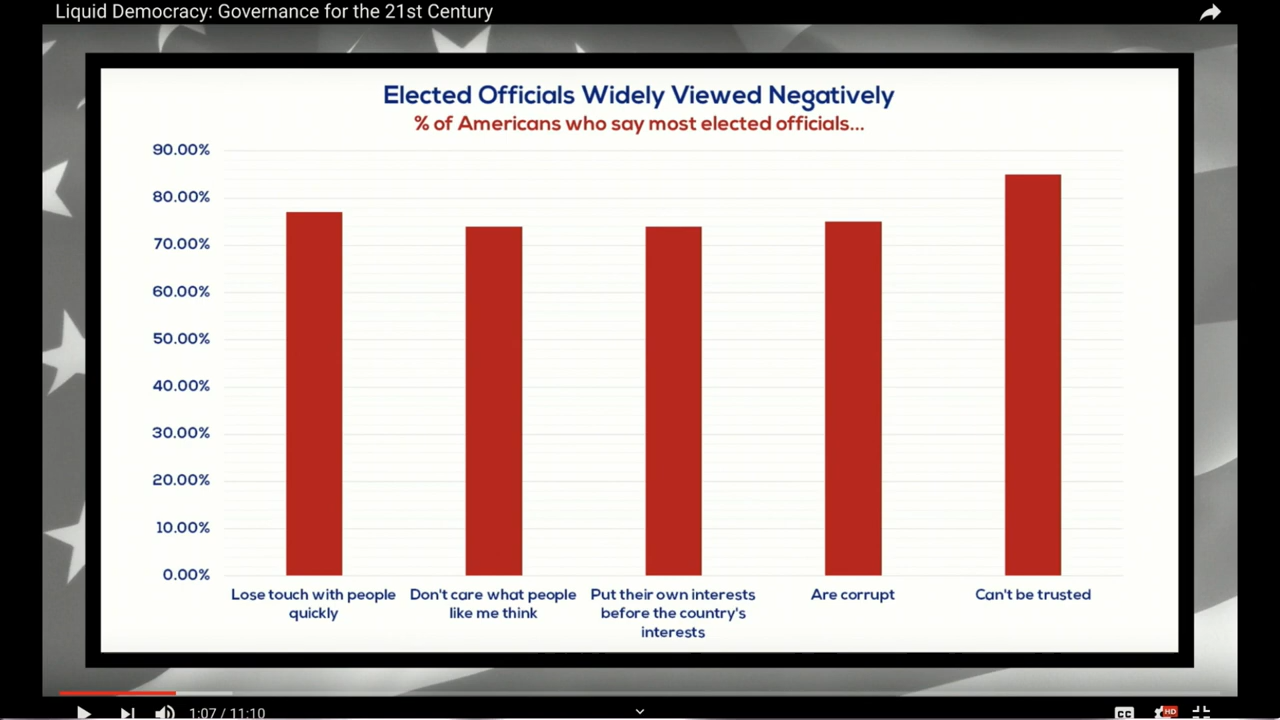 Liquid Democracy: Governance for the 21st Century
Elected Officials Widely Viewed Negatively
% of Americans who say most elected officials...
90.00%
80.00%
70.00%
60.00%
50.00%
40.00%
30.00%
20.00%
10.00%
0.00%
Lose touch with people
quickly
Don't care what people
like me think
Put their own interests
before the country's
interests
Are corrupt
Can't be trusted
1:07 / 11:10
CC
HD